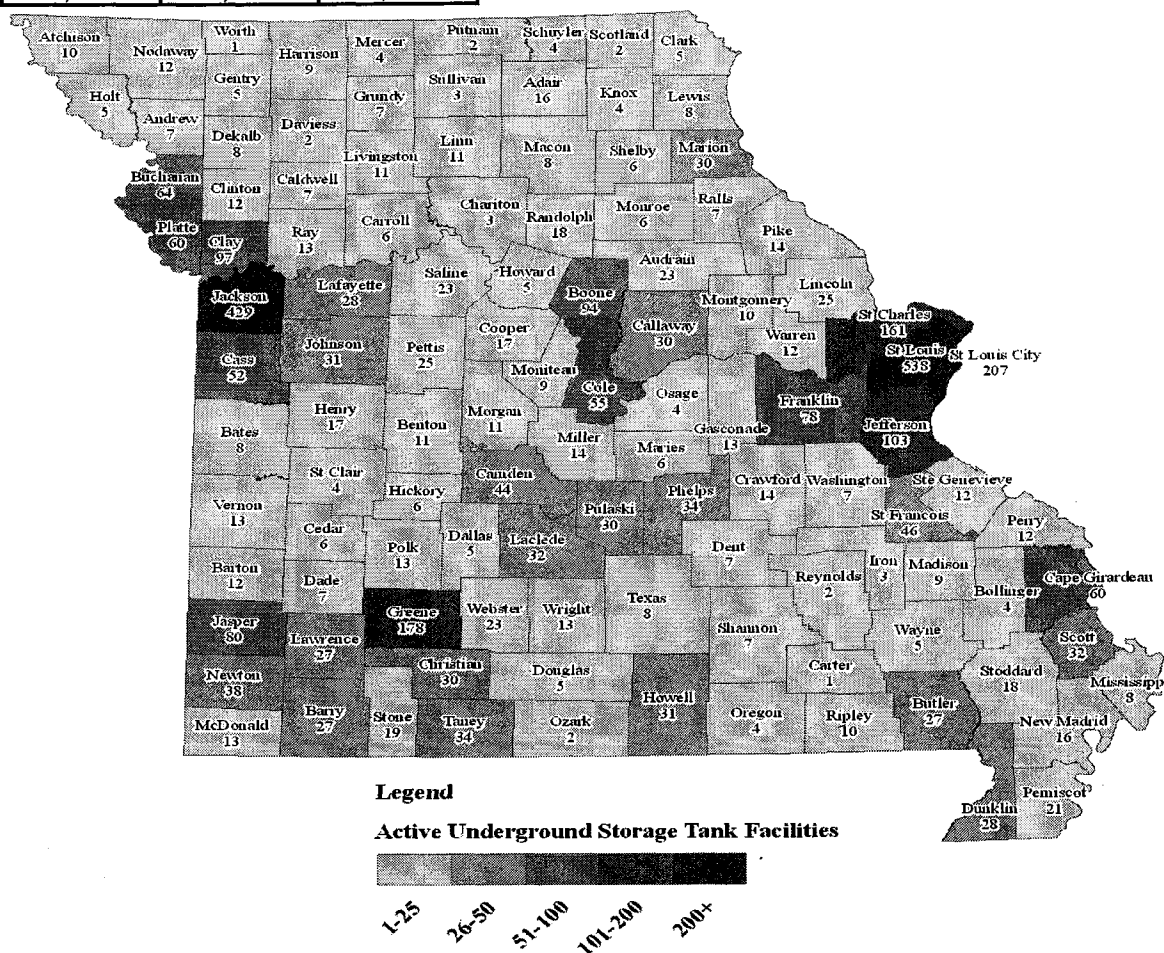 Atchison
10
Nodaway
12
Worth
1
Harrison
9
Mercer
4
Putnam
2
Schuyler
4
Scotland
2
Clark
5
Holt
5
Andrew
7
Gentry
5
Dekalb
8
Daviess
2
Grundy
7
Sullivan
3
Adair
16
Knox
4
Lewis
8
Buchanan
64
Clinton
12
Caldwell
7
Livingston
11
Linn
11
Macon
8
Shelby
6
Marion
30
Platte
60
Clay
97
Ray
13
Carroll
6
Chariton
3
Randolph
18
Monroe
6
Ralls
7
Pike
14
Jackson
429
Lafayette
28
Saline
23
Howard
5
Boone
94
Audrain
23
Callaway
30
Montgomery
10
Lincoln
25
Warren
12
St Charles
161
St Louis
538
St Louis City
207
Cass
52
Johnson
31
Pettis
25
Cooper
17
Moniteau
9
Cole
55
Osage
4
Gasconade
13
Franklin
78
Jefferson
103
Bates
8
Henry
17
Benton
11
Morgan
11
Miller
14
Maries
6
Vernon
13
St Clair
4
Hickory
6
Camden
44
Pulaski
30
Phelps
34
Crawford
14
Washington
7
Ste Genevieve
12
St Francois
46
Perry
12
Barton
12
Cedar
6
Polk
13
Dallas
5
Laclede
32
Dent
7
Iron
3
Madison
9
Reynolds
2
Bollinger
4
Cape Girardeau
60
Dade
7
Jasper
80
Greene
178
Webster
23
Wright
13
Texas
8
Shannon
7
Wayne
5
Scott
32
Newton
38
Lawrence
27
Christian
30
Douglas
5
Howell
31
Carter
1
Stoddard
18
Mississipp
8
McDonald
13
Barry
27
Stone
19
Taney
34
Ozark
2
Oregon
4
Ripley
10
Butler
27
New Madrid
16
Dunklin
28
Pemiscot
21
Legend
Active Underground Storage Tank Facilities
1-25
26-50
51-100
101-200
200+